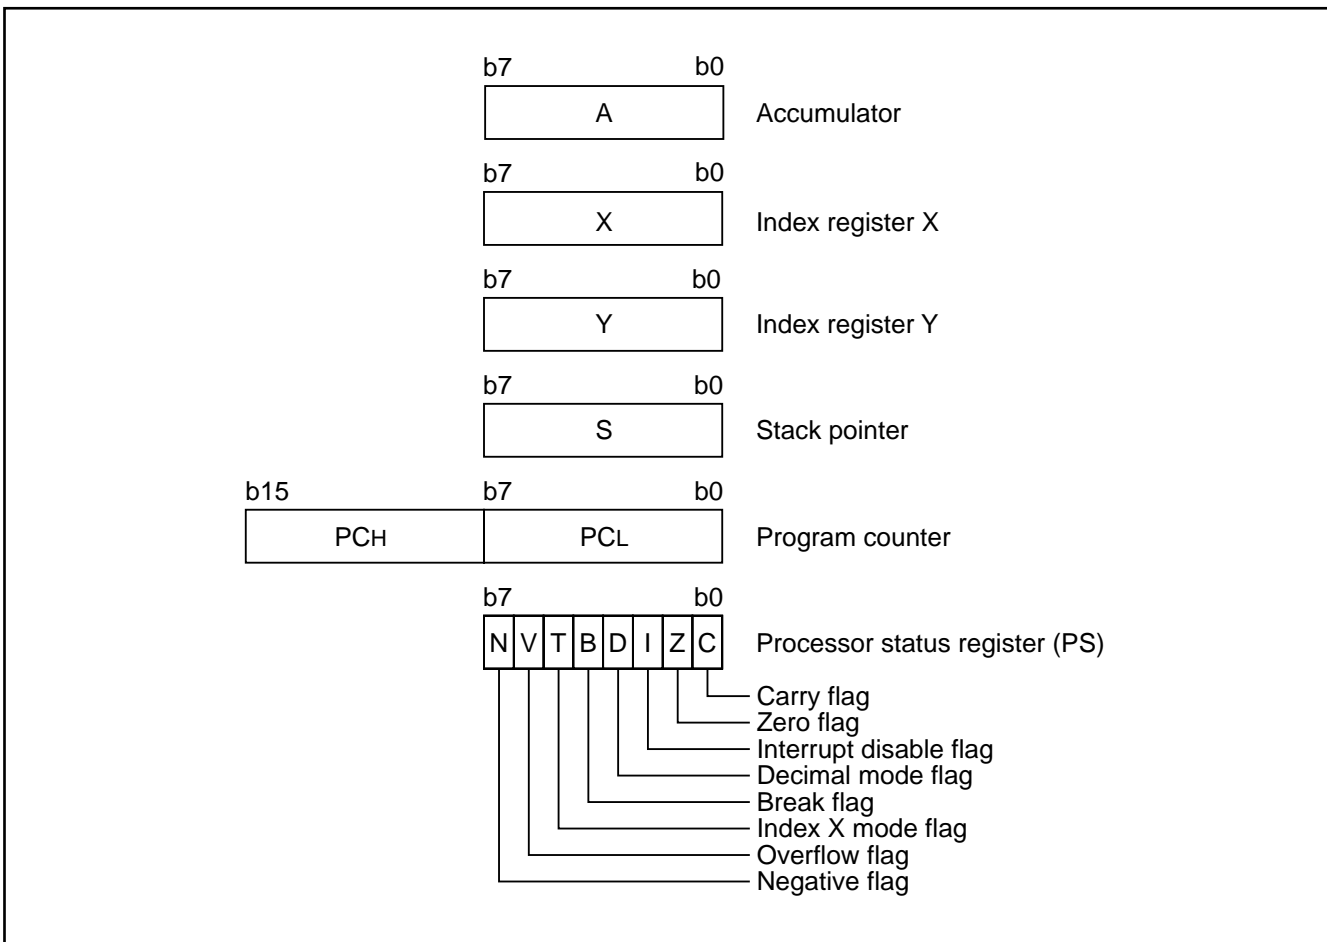 b7 b0
A Accumulator
b7 b0
X Index register X
b7 b0
Y Index register Y
b7 b0
S Stack pointer
b15 b7 b0
PCH PCL Program counter
b7 b0
N V T B D I Z C Processor status register (PS)
Carry flag
Zero flag
Interrupt disable flag
Decimal mode flag
Break flag
Index X mode flag
Overflow flag
Negative flag